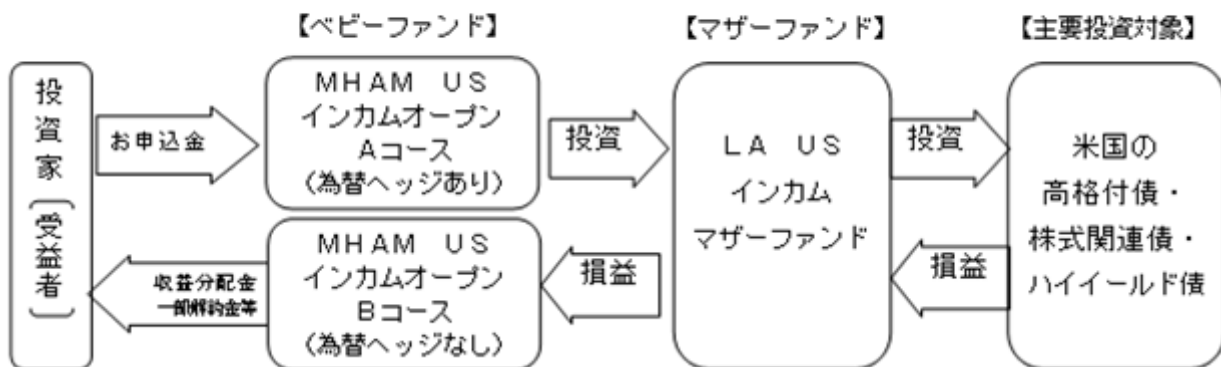 【ベビーファンド】
【マザーファンド】
【主要投資対象】
投資家〔受益者〕
お申込金
MHAM US
インカムオープン
Aコース
(為替ヘッジあり)
投資
LA US
インカム
マザーファンド
投資
米国の
高格付債・
株式関連債・
ハイイールド債
収益分配金
一部解約金等
MHAM US
インカムオープン
Bコース
(為替ヘッジなし)
損益
損益